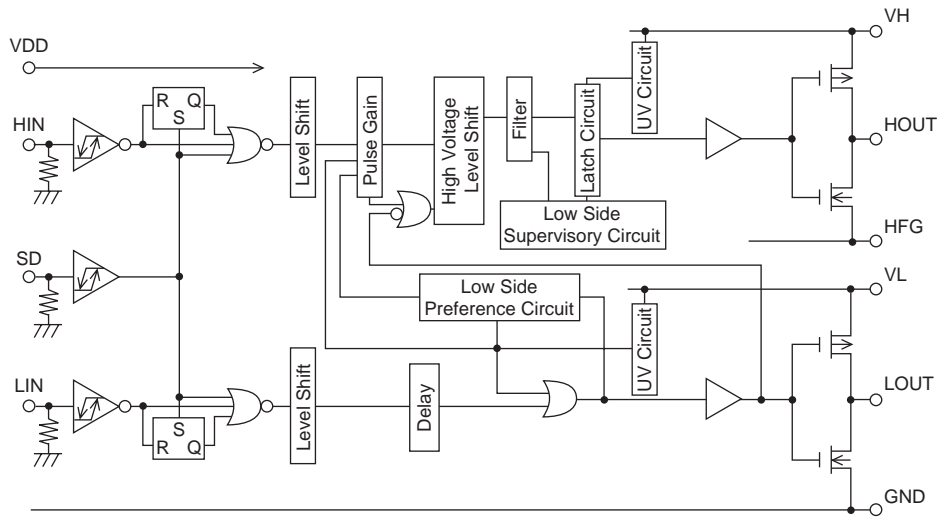 VDD
HIN
R
Q
S
Level Shift
Pulse Gain
High Voltage
Level Shift
Filter
Latch Circuit
UV Circuit
VH
HOUT
Low Side
Supervisory Circuit
HFG
SD
Low Side
Preference Circuit
UV Circuit
VL
LIN
S
R
Q
Level Shift
Delay
LOUT
GND